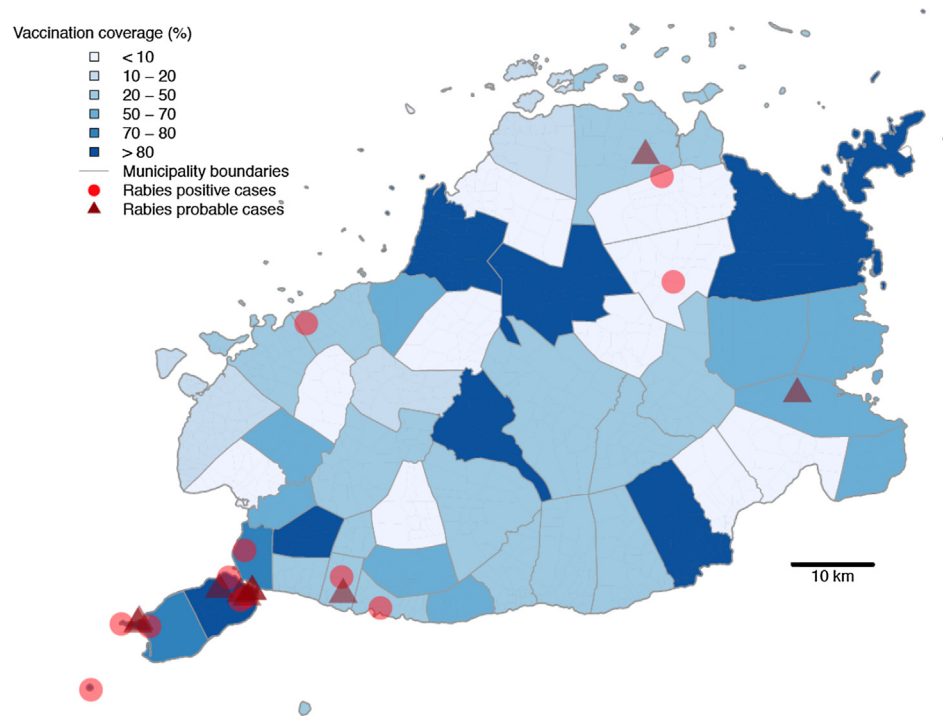 Vaccination coverage (%)
< 10
10 – 20
20 – 50
50 – 70
70 – 80
> 80
Municipality boundaries
Rabies positive cases
Rabies probable cases
10 km